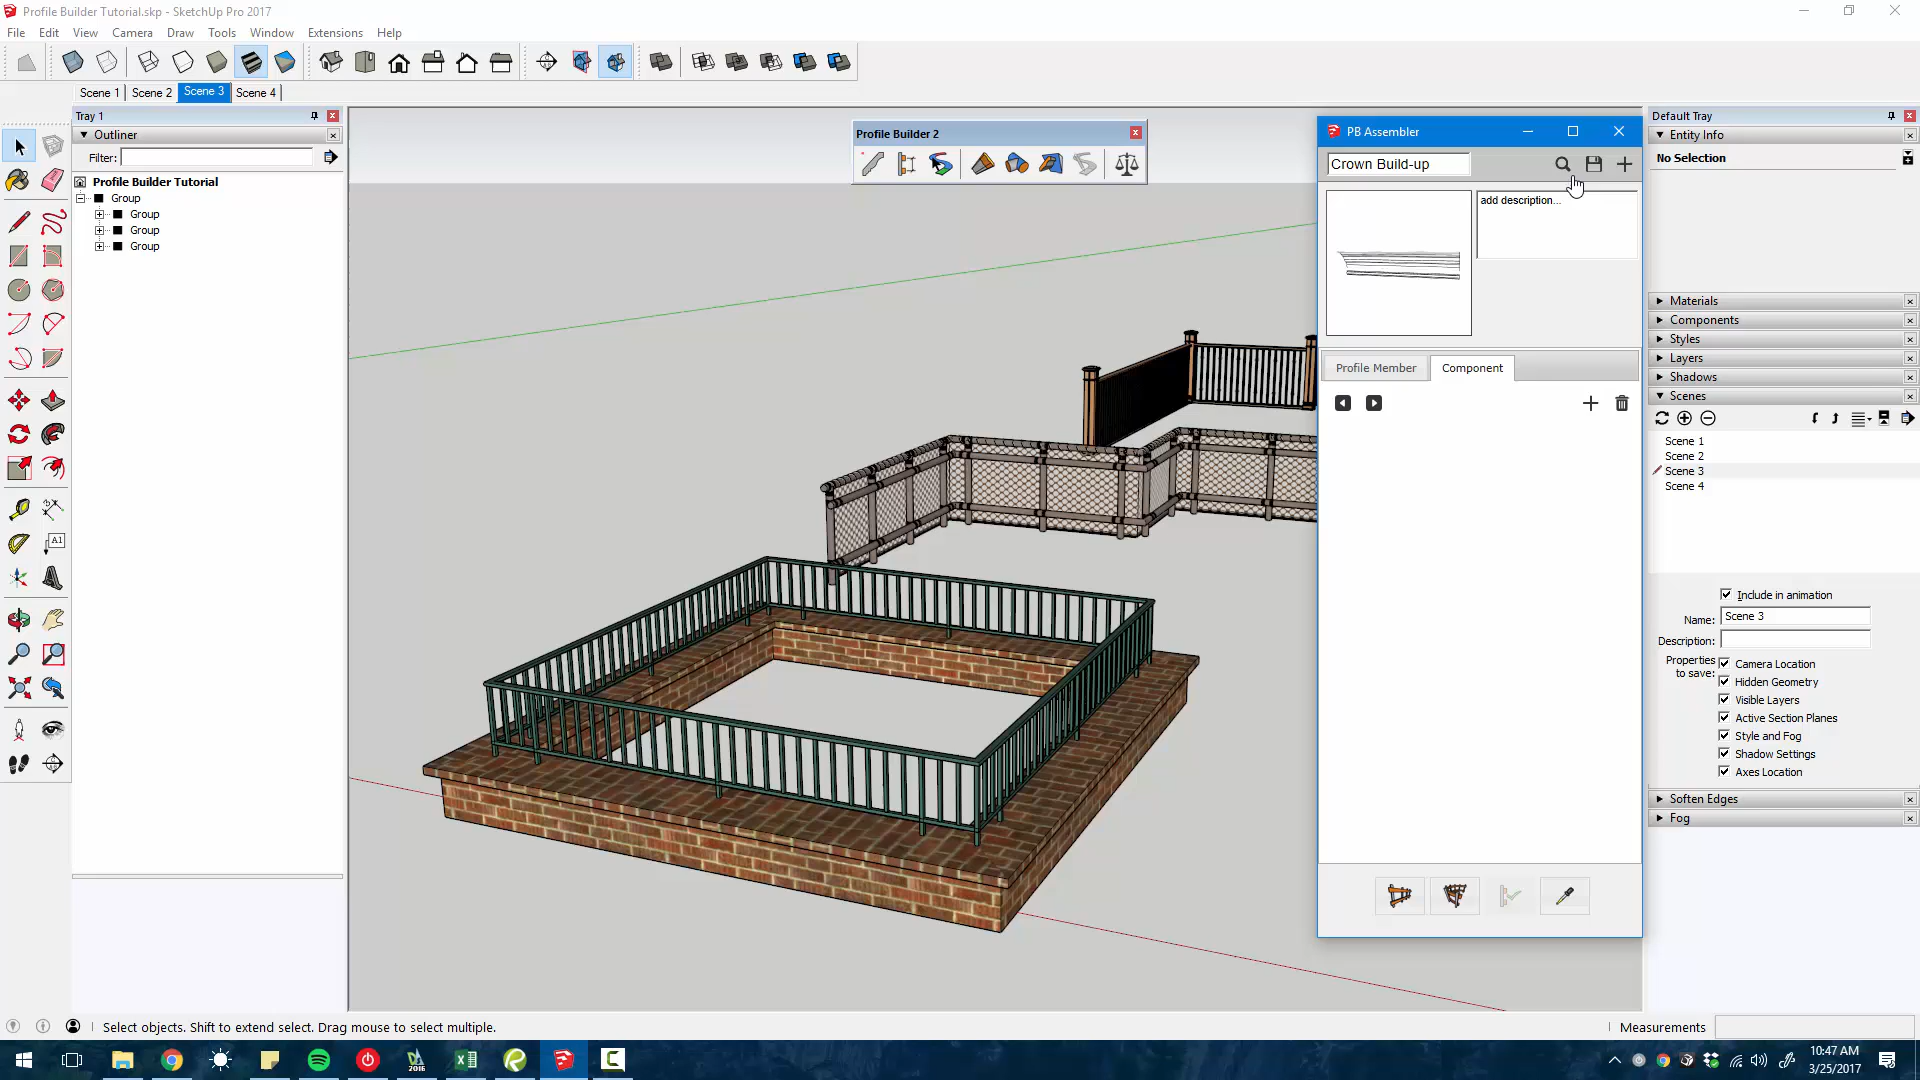 Profile Builder Tutorial.skp - SketchUp Pro 2017
File Edit View Camera Draw Tools Window Extensions Help
Scene 1 Scene 2 Scene 3 Scene 4
Tray 1
Outliner
Filter:
Profile Builder Tutorial
Group
Group
Group
Group
A1
Profile Builder 2
PB Assembler
Crown Build-up
add description...
Profile Member Component
Default Tray
Entity Info
No Selection
Materials
Components
Styles
Layers
Shadows
Scenes
Scene 1
Scene 2
Scene 3
Scene 4
Include in animation
Name: Scene 3
Description:
Properties to save:
Camera Location
Hidden Geometry
Visible Layers
Active Section Planes
Style and Fog
Shadow Settings
Axes Location
Soften Edges
Fog
Select objects. Shift to extend select. Drag mouse to select multiple.
Measurements
2016
10:47 AM
3/25/2017